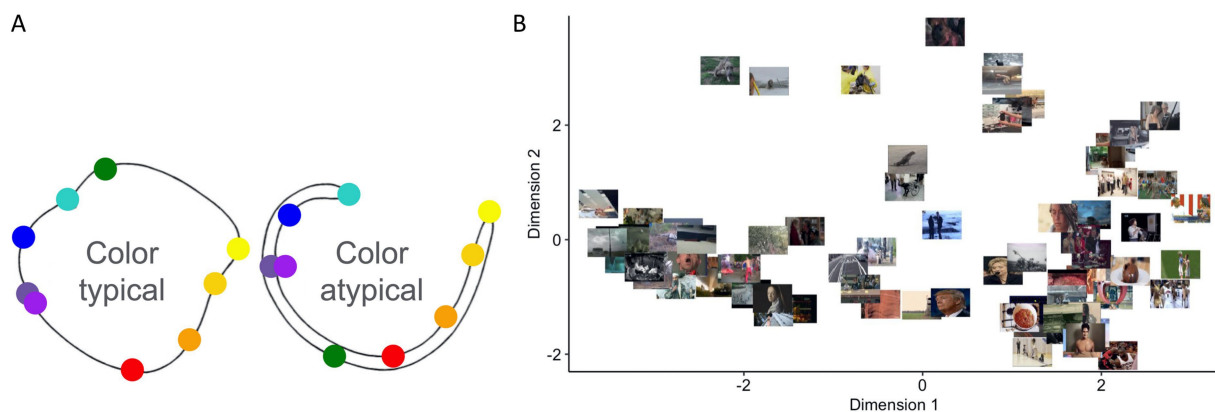 A
Color
typical
Color
atypical
B
Dimension 2
2
0
-2
-2
0
2
Dimension 1